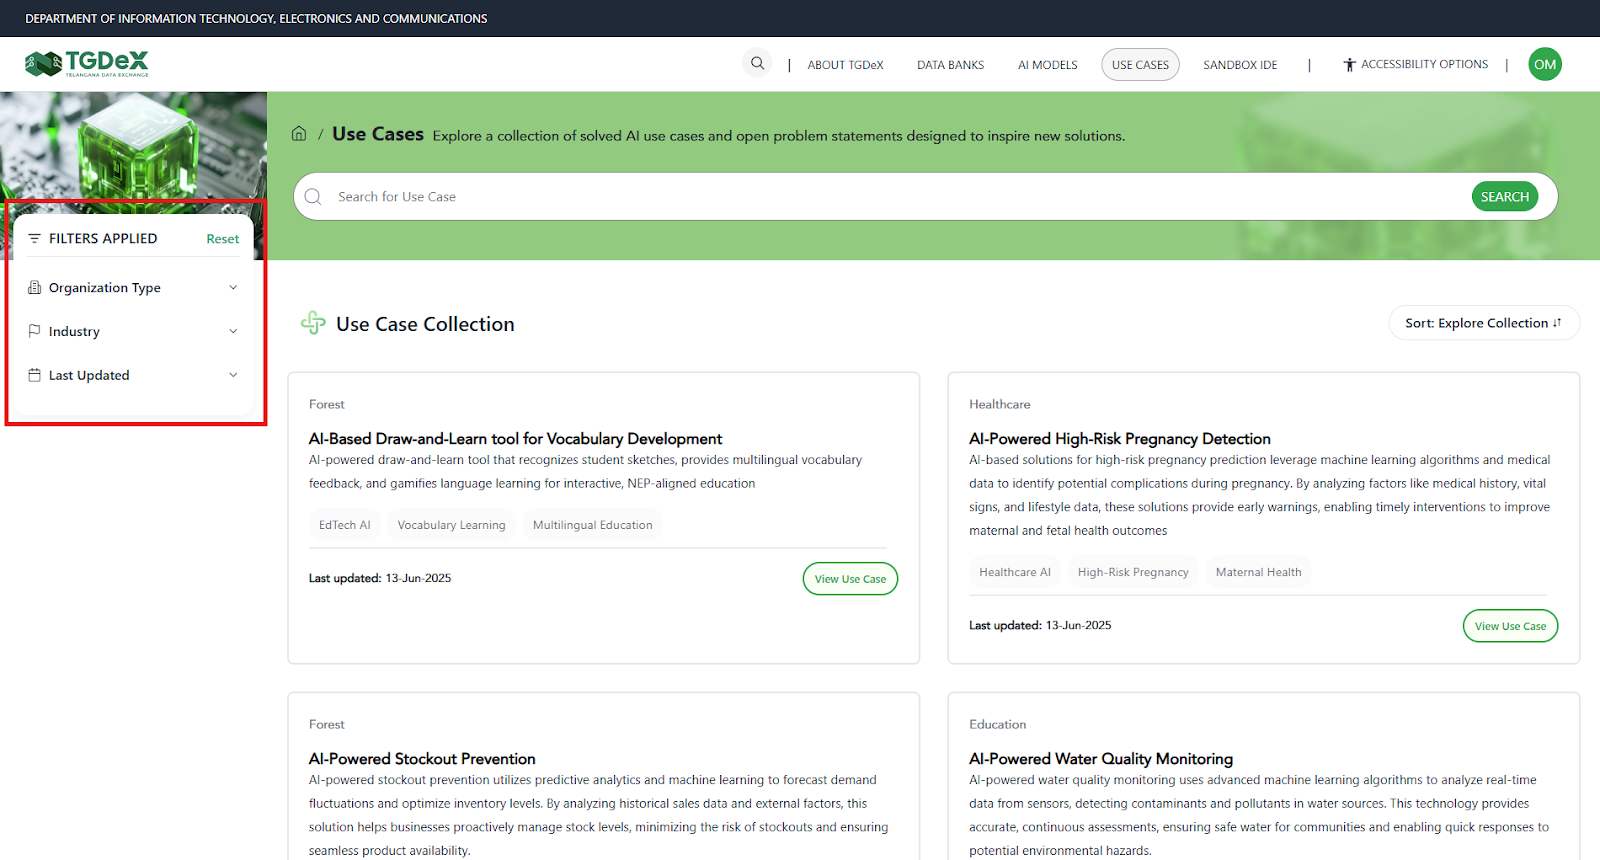 DEPARTMENT OF INFORMATION TECHNOLOGY, ELECTRONICS AND COMMUNICATIONS
TGDeX
TELANGANA DATA EXCHANGE
| ABOUT TGDeX DATA BANKS AI MODELS USE CASES SANDBOX IDE | ACCESSIBILITY OPTIONS | OM
/ Use Cases Explore a collection of solved AI use cases and open problem statements designed to inspire new solutions.
Search for Use Case SEARCH
FILTERS APPLIED Reset
Organization Type
Industry
Last Updated
Use Case Collection
Sort: Explore Collection
Forest
AI-Based Draw-and-Learn tool for Vocabulary Development
AI-powered draw-and-learn tool that recognizes student sketches, provides multilingual vocabulary
feedback, and gamifies language learning for interactive, NEP-aligned education
EdTech AI Vocabulary Learning Multilingual Education
Last updated: 13-Jun-2025 View Use Case
Healthcare
AI-Powered High-Risk Pregnancy Detection
AI-based solutions for high-risk pregnancy prediction leverage machine learning algorithms and medical
data to identify potential complications during pregnancy. By analyzing factors like medical history, vital
signs, and lifestyle data, these solutions provide early warnings, enabling timely interventions to improve
maternal and fetal health outcomes
Healthcare AI High-Risk Pregnancy Maternal Health
Last updated: 13-Jun-2025 View Use Case
Forest
AI-Powered Stockout Prevention
AI-powered stockout prevention utilizes predictive analytics and machine learning to forecast demand
fluctuations and optimize inventory levels. By analyzing historical sales data and external factors, this
solution helps businesses proactively manage stock levels, minimizing the risk of stockouts and ensuring
seamless product availability.
Education
AI-Powered Water Quality Monitoring
AI-powered water quality monitoring uses advanced machine learning algorithms to analyze real-time
data from sensors, detecting contaminants and pollutants in water sources. This technology provides
accurate, continuous assessments, ensuring safe water for communities and enabling quick responses to
potential environmental hazards.